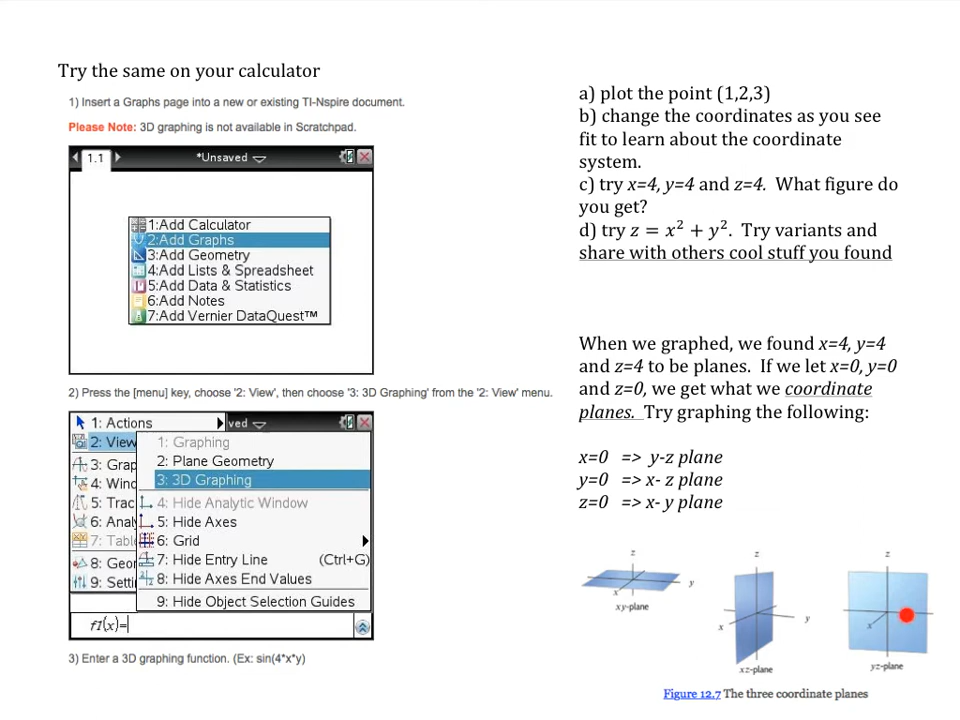 Try the same on your calculator
1) Insert a Graphs page into a new or existing TI-Nspire document.
Please Note: 3D graphing is not available in Scratchpad.
1.1
*Unsaved
1:Add Calculator
2:Add Graphs
3:Add Geometry
4:Add Lists & Spreadsheet
5:Add Data & Statistics
6:Add Notes
7:Add Vernier DataQuest™
2) Press the [menu] key, choose '2: View', then choose '3: 3D Graphing' from the '2: View' menu.
1: Actions
ved
2: View
1: Graphing
2: Plane Geometry
3: Grap
3: 3D Graphing
4: Wind
4: Hide Analytic Window
5: Trac
5: Hide Axes
6: Anal
6: Grid
7: Tabl
7: Hide Entry Line (Ctrl+G)
8: Geor
8: Hide Axes End Values
9: Setti
9: Hide Object Selection Guides
f1(x)=
3) Enter a 3D graphing function. (Ex: sin(4*x*y)
a) plot the point (1,2,3)
b) change the coordinates as you see
fit to learn about the coordinate
system.
c) try x=4, y=4 and z=4. What figure do
you get?
d) try z = x² + y². Try variants and
share with others cool stuff you found
When we graphed, we found x=4, y=4
and z=4 to be planes. If we let x=0, y=0
and z=0, we get what we coordinate
planes. Try graphing the following:
x=0 => y-z plane
y=0 => x- z plane
z=0 => x- y plane
z
y
x
xy-plane
z
y
x
xz-plane
z
y
x
yz-plane
Figure 12.7 The three coordinate planes